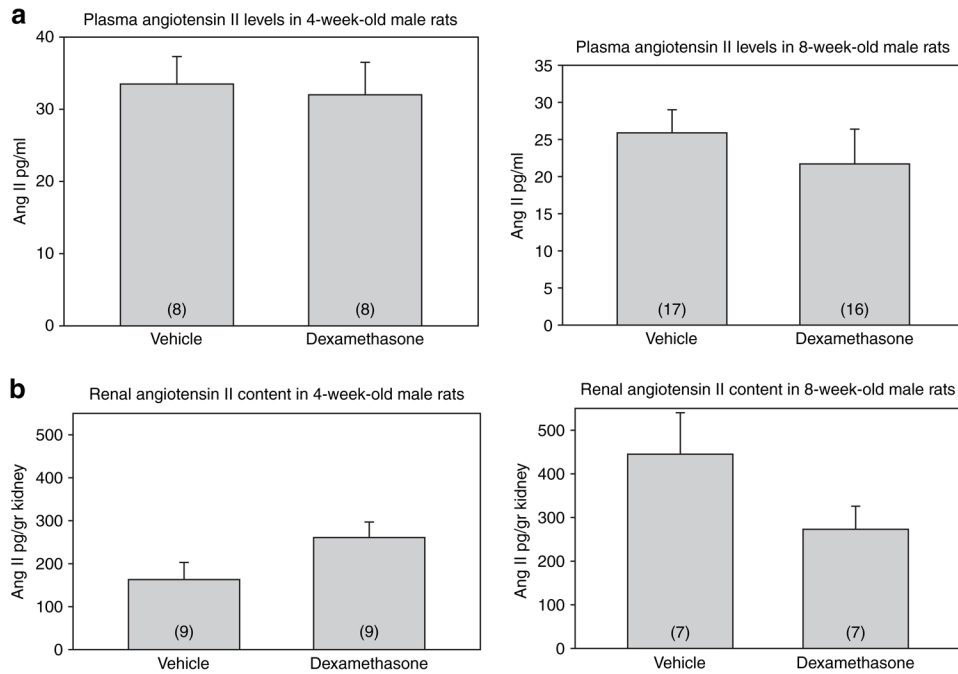 a
Plasma angiotensin II levels in 4-week-old male rats
40
30
20
10
0
Ang II pg/ml
(8)
(8)
Vehicle
Dexamethasone
Plasma angiotensin II levels in 8-week-old male rats
35
30
25
20
15
10
5
0
Ang II pg/ml
(17)
(16)
Vehicle
Dexamethasone
b
Renal angiotensin II content in 4-week-old male rats
500
400
300
200
100
0
Ang II pg/gr kidney
(9)
(9)
Vehicle
Dexamethasone
Renal angiotensin II content in 8-week-old male rats
500
400
300
200
100
0
Ang II pg/gr kidney
(7)
(7)
Vehicle
Dexamethasone